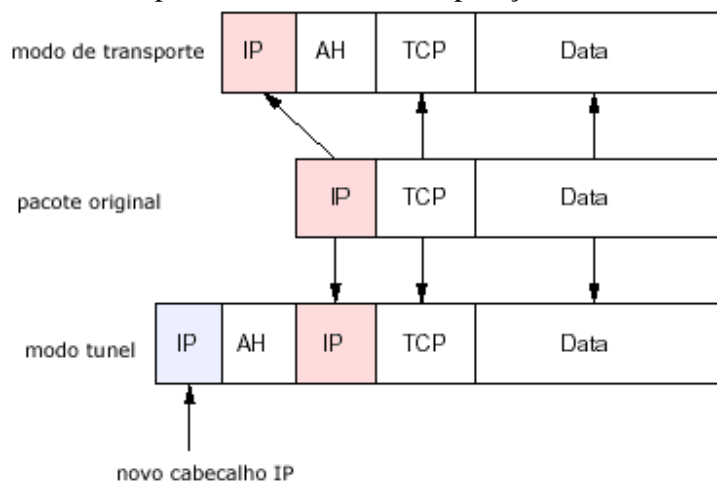 modo de transporte IP AH TCP Data
pacote original IP TCP Data
modo tunel IP AH IP TCP Data
novo cabecalho IP